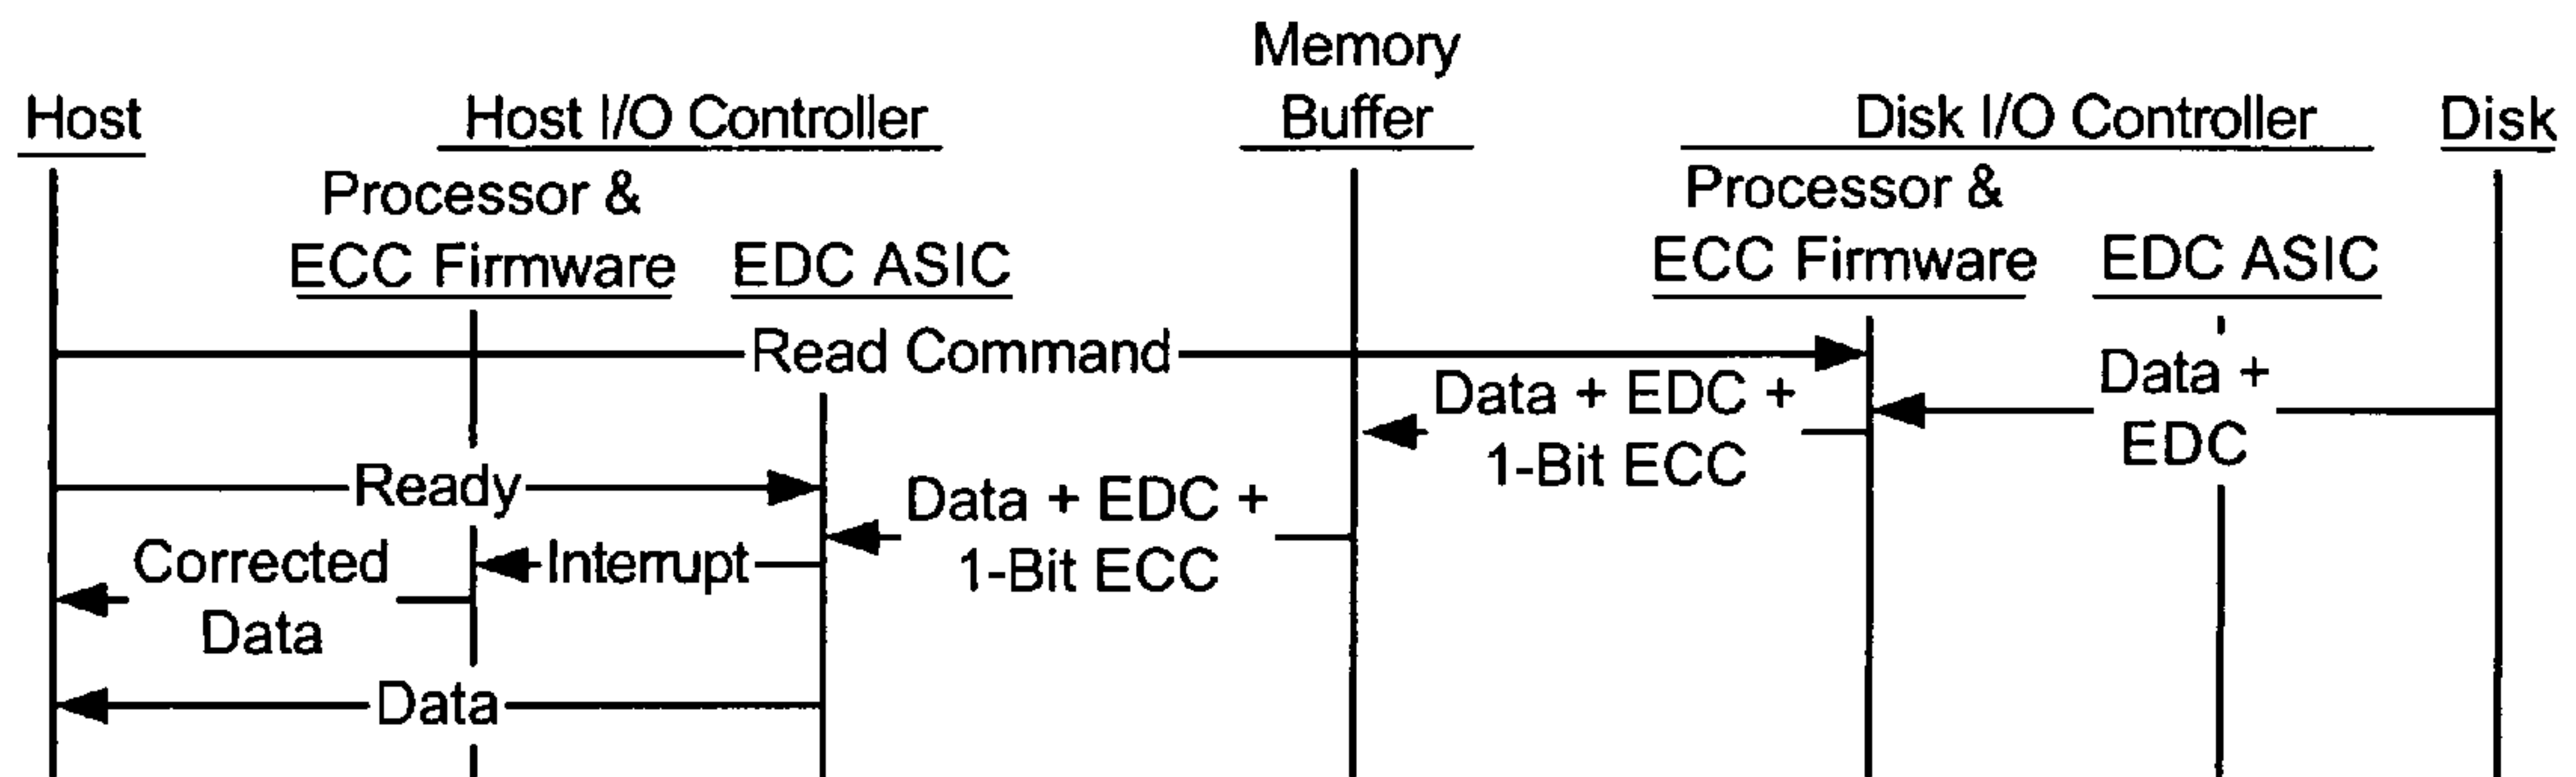 Memory
Host
Host I/O Controller
Buffer
Disk I/O Controller
Disk
Processor &
ECC Firmware
EDC ASIC
Processor &
ECC Firmware
EDC ASIC
Read Command
Data + EDC +
1-Bit ECC
Data +
EDC
Ready
Data + EDC +
1-Bit ECC
Interrupt
Corrected
Data
Data